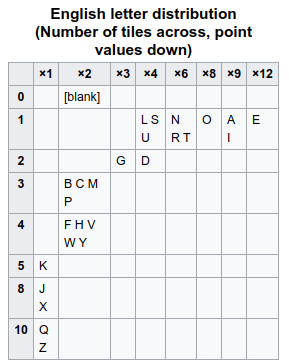 English letter distribution
(Number of tiles across, point
values down)
×1 ×2 ×3 ×4 ×6 ×8 ×9 ×12
0 [blank]
1 L S N O A E
U R T I
2 G D
3 B C M
P
4 F H V
W Y
5 K
8 J
X
10 Q
Z